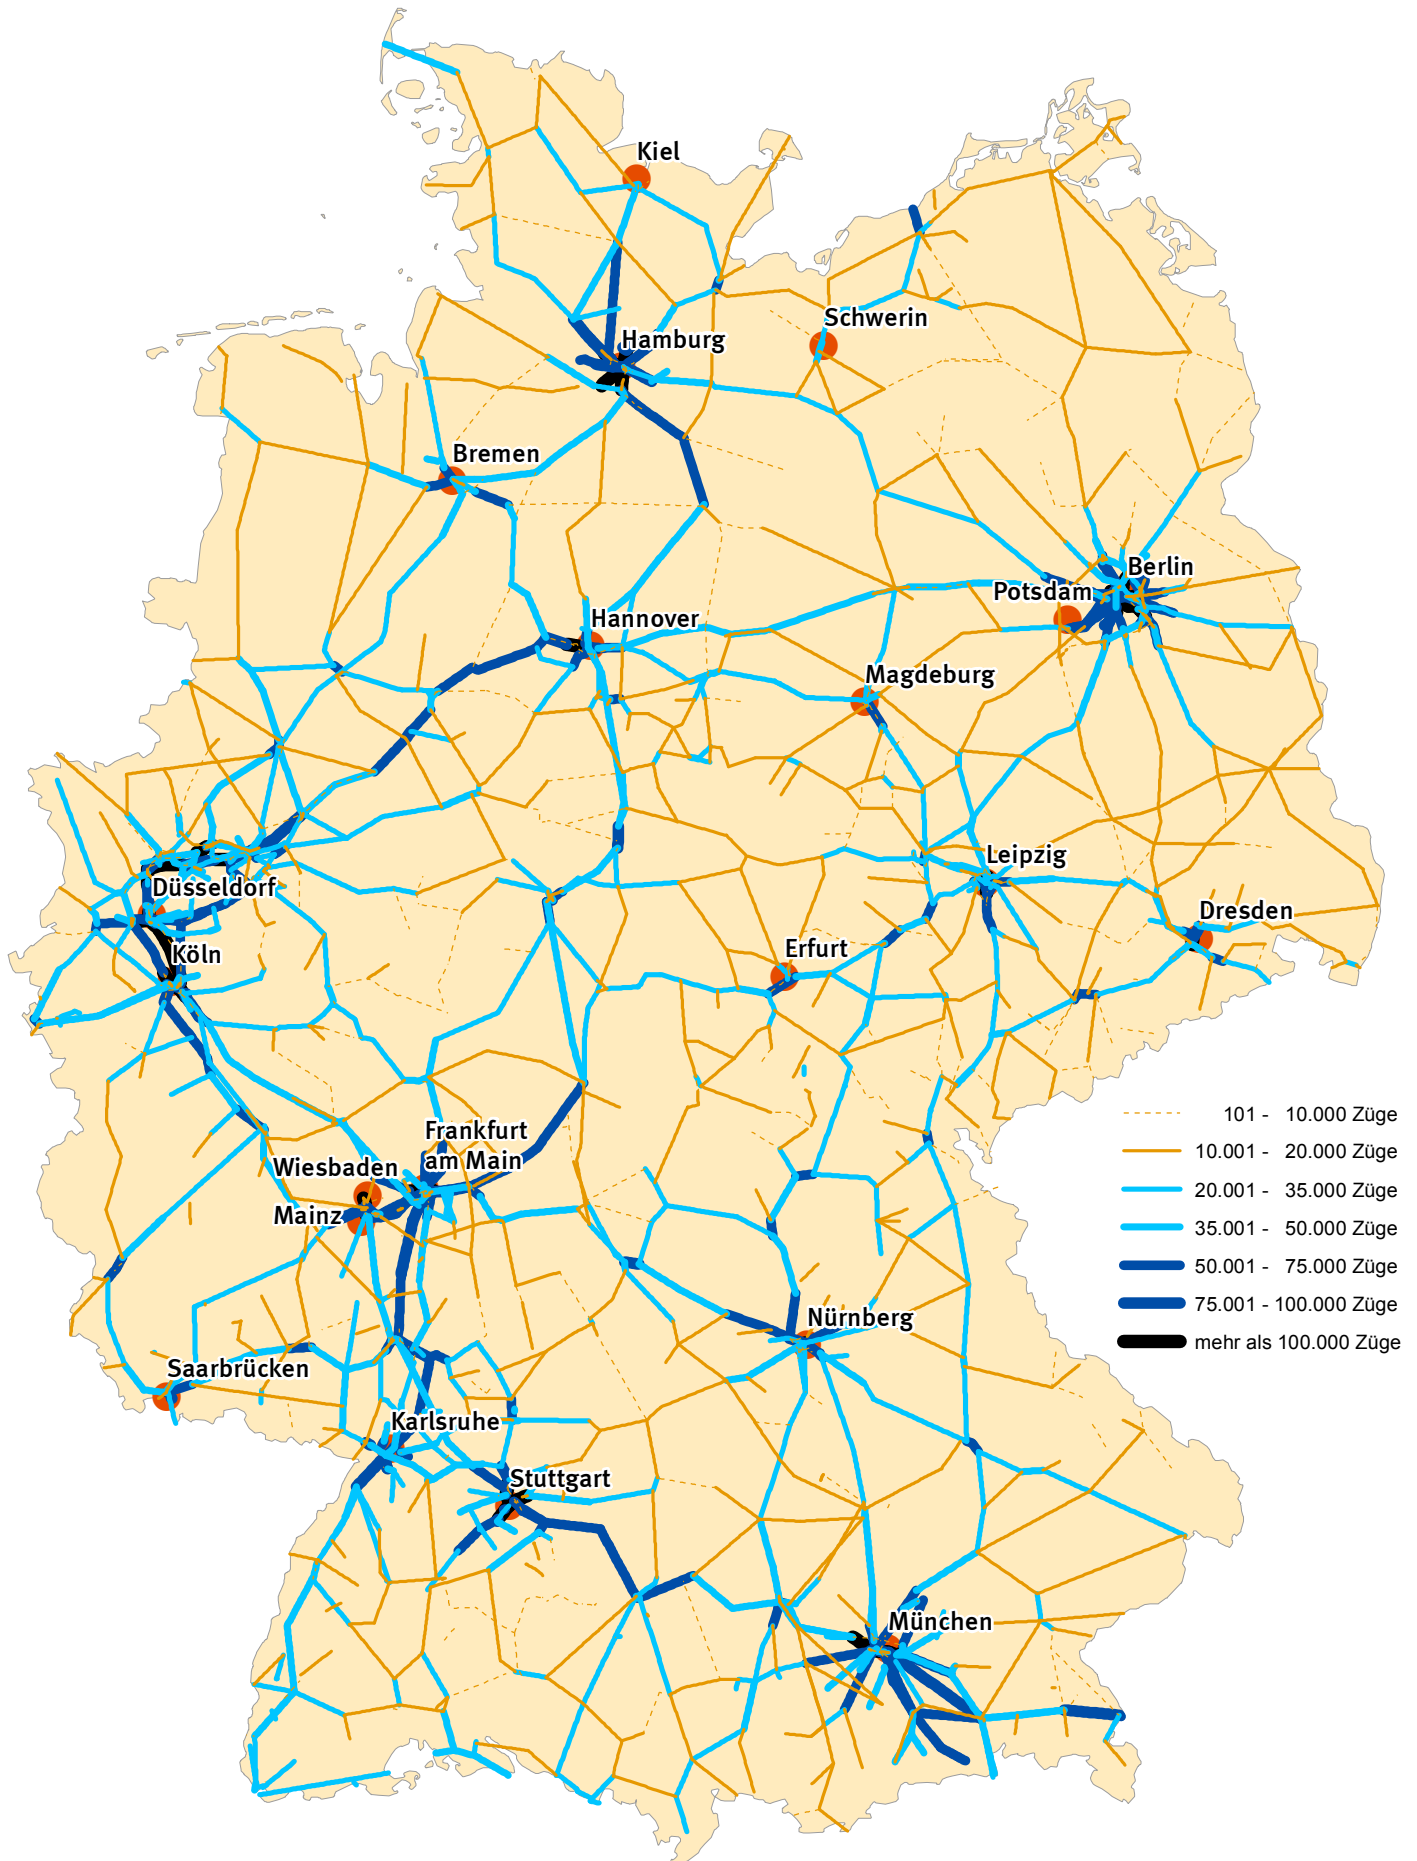 Kiel
Schwerin
Hamburg
Bremen
Berlin
Potsdam
Hannover
Magdeburg
Leipzig
Düsseldorf
Dresden
Köln
Erfurt
101 - 10.000 Züge
10.001 - 20.000 Züge
20.001 - 35.000 Züge
35.001 - 50.000 Züge
50.001 - 75.000 Züge
75.001 - 100.000 Züge
mehr als 100.000 Züge
Frankfurt
am Main
Wiesbaden
Mainz
Nürnberg
Saarbrücken
Karlsruhe
Stuttgart
München